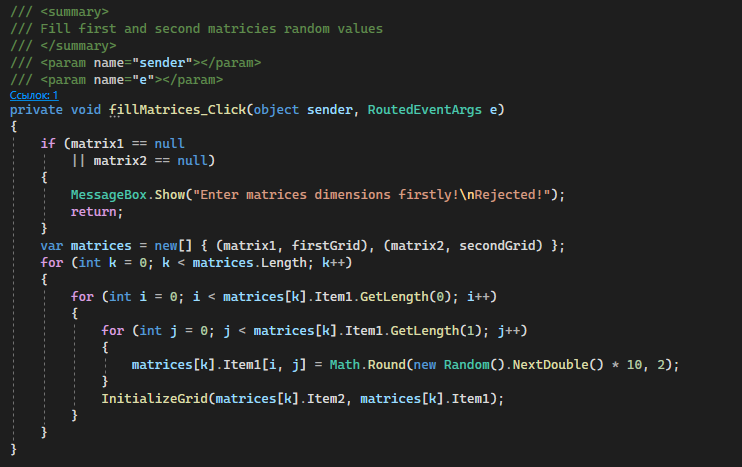 /// <summary>
/// Fill first and second matricies random values
/// </summary>
/// <param name="sender"></param>
/// <param name="e"></param>
Ссылок: 1
private void fillMatrices_Click(object sender, RoutedEventArgs e)
{
if (matrix1 == null
|| matrix2 == null)
{
MessageBox.Show("Enter matrices dimensions firstly!\nRejected!");
return;
}
var matrices = new[] { (matrix1, firstGrid), (matrix2, secondGrid) };
for (int k = 0; k < matrices.Length; k++)
{
for (int i = 0; i < matrices[k].Item1.GetLength(0); i++)
{
for (int j = 0; j < matrices[k].Item1.GetLength(1); j++)
{
matrices[k].Item1[i, j] = Math.Round(new Random().NextDouble() * 10, 2);
}
InitializeGrid(matrices[k].Item2, matrices[k].Item1);
}
}
}